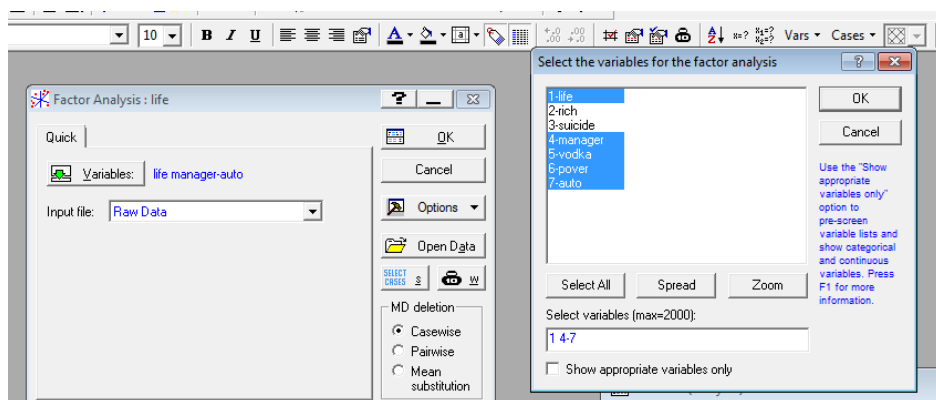 10 B I U A x=? Vars Cases
Factor Analysis : life
Quick
Variables: life manager-auto
Input file: Raw Data
OK
Cancel
Options
Open Data
SELECT CASES S W
MD deletion
Casewise
Pairwise
Mean substitution
Select the variables for the factor analysis
1-life
2-rich
3-suicide
4-manager
5-vodka
6-pover
7-auto
OK
Cancel
Use the "Show
appropriate
variables only"
option to
pre-screen
variable lists and
show categorical
and continuous
variables. Press
F1 for more
information.
Select All Spread Zoom
Select variables (max=2000):
1 4-7
Show appropriate variables only